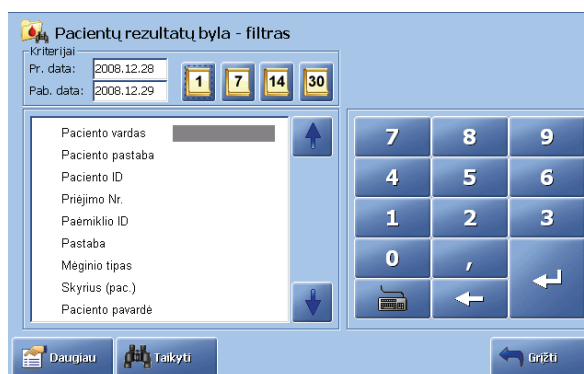 Pacientų rezultatų byla - filtras
Kriterijai
Pr. data: 2008.12.28
Pab. data: 2008.12.29
1 7 14 30
Paciento vardas
Paciento pastaba
Paciento ID
Priėjimo Nr.
Paėmiklio ID
Pastaba
Mėginio tipas
Skyrius (pac.)
Paciento pavardė
7 8 9
4 5 6
1 2 3
0 ,
Daugiau Taikyti Grįžti